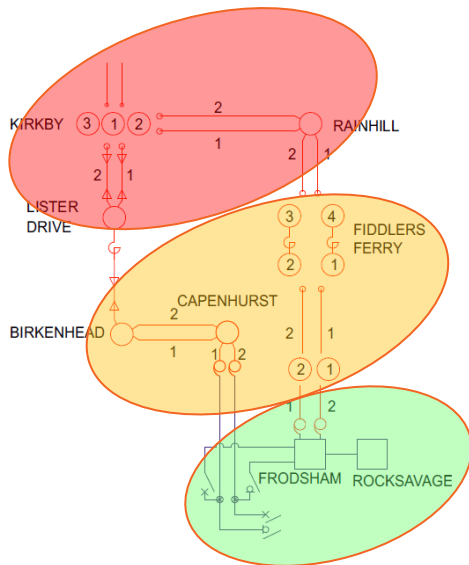 2
KIRKBY 3 1 2 RAINHILL
1
2 1 2 1
LISTER
DRIVE
3 4 FIDDLERS
FERRY
2 1
CAPENHURST
2 2 1
BIRKENHEAD
1 1 2 2 1
1 2
FRODSHAM ROCKSAVAGE